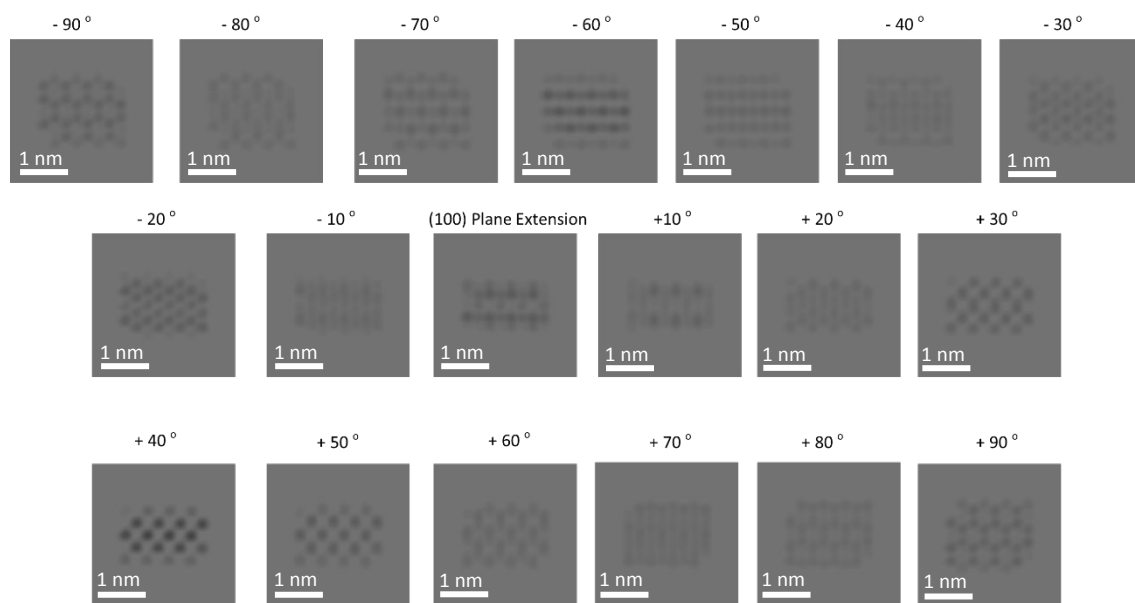 - 90 º - 80 º - 70 º - 60 º - 50 º - 40 º - 30 º
1 nm 1 nm 1 nm 1 nm 1 nm 1 nm 1 nm
- 20 º - 10 º (100) Plane Extension +10 º + 20 º + 30 º
1 nm 1 nm 1 nm 1 nm 1 nm 1 nm
+ 40 º + 50 º + 60 º + 70 º + 80 º + 90 º
1 nm 1 nm 1 nm 1 nm 1 nm 1 nm